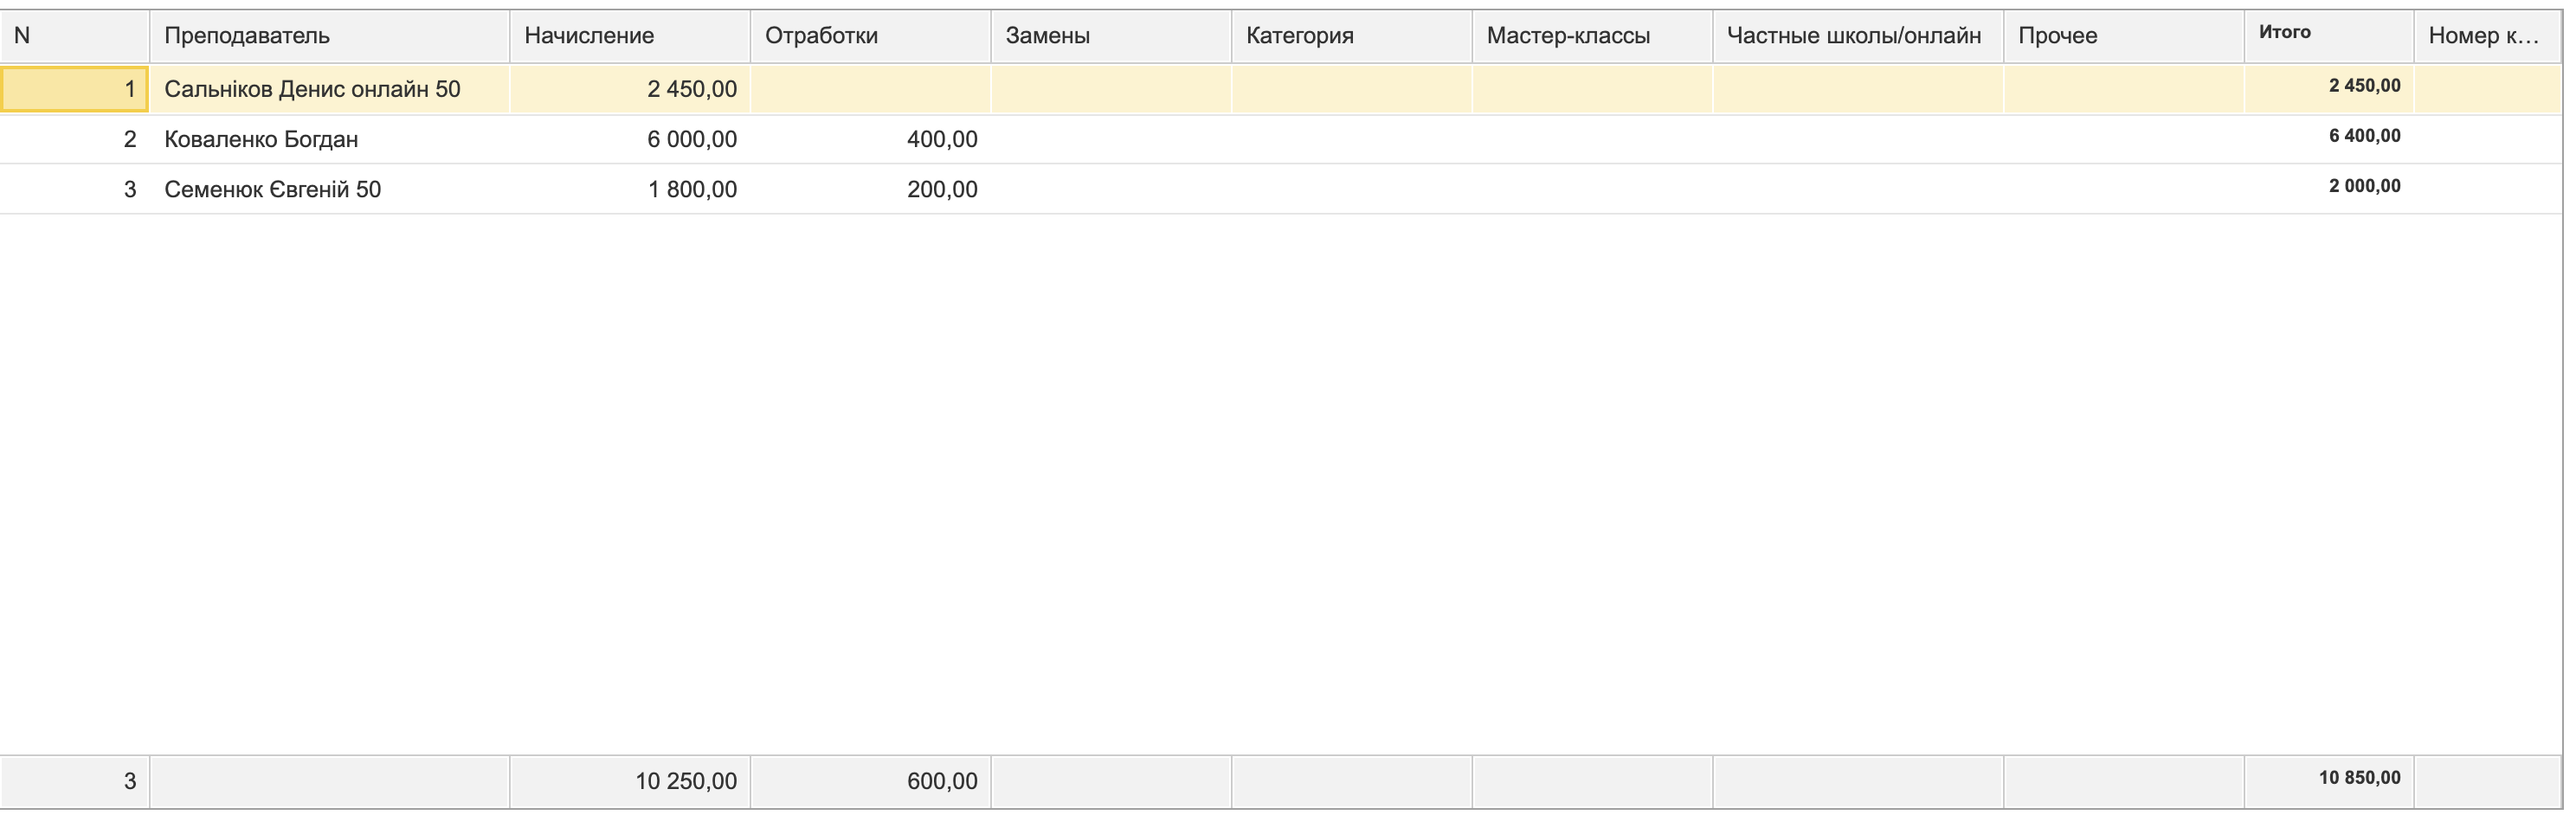 N Преподаватель Начисление Отработки Замены Категория Мастер-классы Частные школы/онлайн Прочее Итого Номер к...
1 Сальніков Денис онлайн 50 2 450,00 2 450,00
2 Коваленко Богдан 6 000,00 400,00 6 400,00
3 Семенюк Євгеній 50 1 800,00 200,00 2 000,00
3 10 250,00 600,00 10 850,00